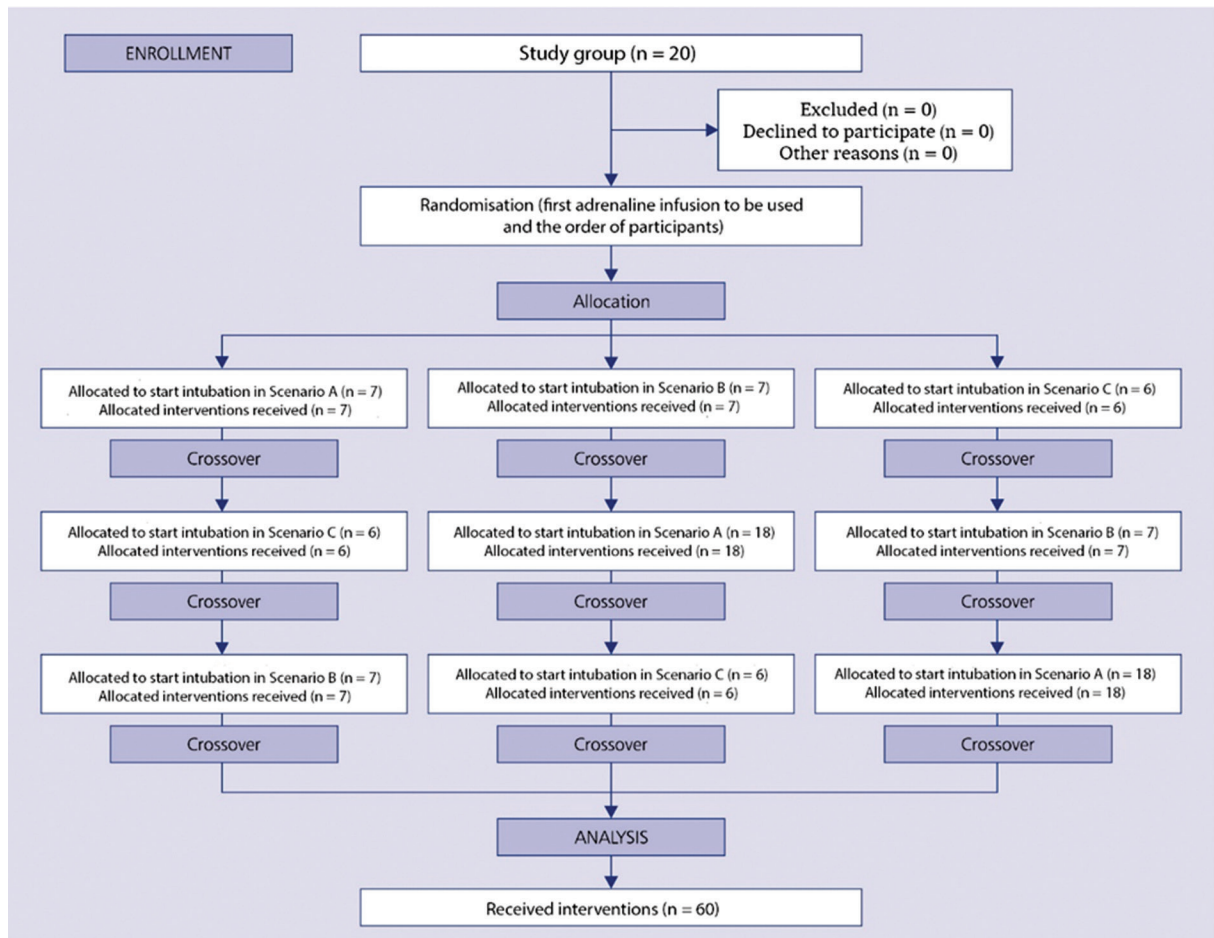 ENROLLMENT
Study group (n = 20)
Excluded (n = 0)
Declined to participate (n = 0)
Other reasons (n = 0)
Randomisation (first adrenaline infusion to be used
and the order of participants)
Allocation
Allocated to start intubation in Scenario A (n = 7)
Allocated interventions received (n = 7)
Allocated to start intubation in Scenario B (n = 7)
Allocated interventions received (n = 7)
Allocated to start intubation in Scenario C (n = 6)
Allocated interventions received (n = 6)
Crossover
Crossover
Crossover
Allocated to start intubation in Scenario C (n = 6)
Allocated interventions received (n = 6)
Allocated to start intubation in Scenario A (n = 18)
Allocated interventions received (n = 18)
Allocated to start intubation in Scenario B (n = 7)
Allocated interventions received (n = 7)
Crossover
Crossover
Crossover
Allocated to start intubation in Scenario B (n = 7)
Allocated interventions received (n = 7)
Allocated to start intubation in Scenario C (n = 6)
Allocated interventions received (n = 6)
Allocated to start intubation in Scenario A (n = 18)
Allocated interventions received (n = 18)
Crossover
Crossover
Crossover
ANALYSIS
Received interventions (n = 60)